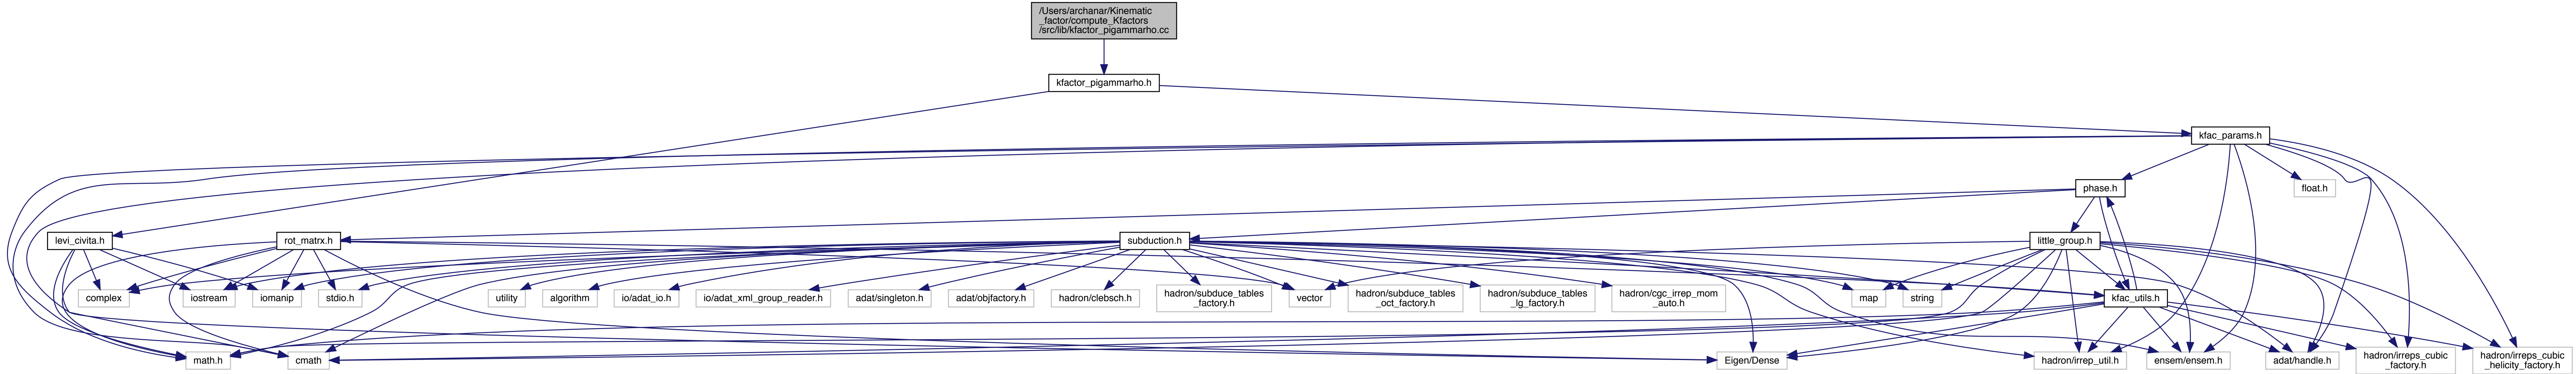 /Users/archanar/Kinematic
_factor/compute_Kfactors
/src/lib/kfactor_pigammarho.cc
kfactor_pigammarho.h
kfac_params.h
phase.h
float.h
levi_civita.h
rot_matrx.h
subduction.h
little_group.h
complex
iostream
iomanip
stdio.h
utility
algorithm
io/adat_io.h
io/adat_xml_group_reader.h
adat/singleton.h
adat/objfactory.h
hadron/clebsch.h
hadron/subduce_tables
_factory.h
vector
hadron/subduce_tables
_oct_factory.h
hadron/subduce_tables
_lg_factory.h
hadron/cgc_irrep_mom
_auto.h
map
string
kfac_utils.h
math.h
cmath
Eigen/Dense
hadron/irrep_util.h
ensem/ensem.h
adat/handle.h
hadron/irreps_cubic
_factory.h
hadron/irreps_cubic
_helicity_factory.h